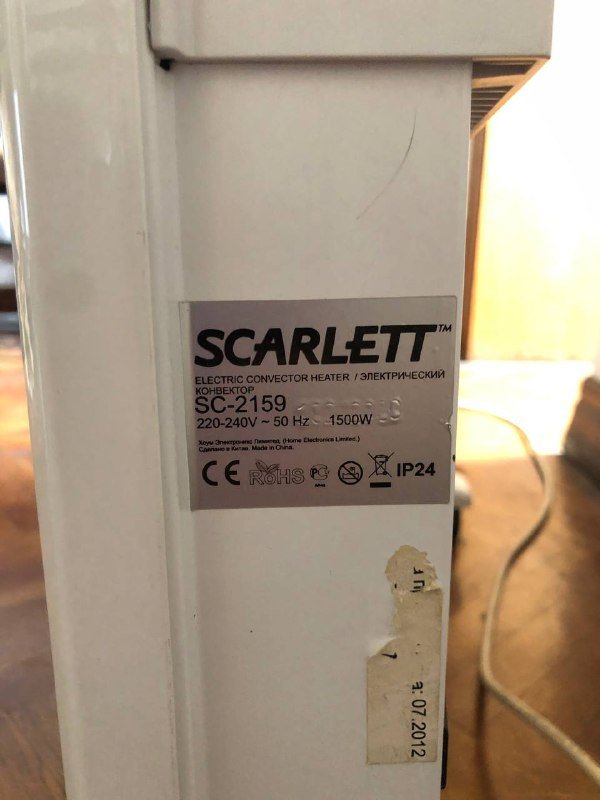 SCARLETT™
ELECTRIC CONVECTOR HEATER / ЭЛЕКТРИЧЕСКИЙ
КОНВЕКТОР
SC-2159
220-240V ~ 50 Hz 1500W
Хоум Электроникс Лимитед, (Home Electronics Limited,)
Сделано в Китае. Made in China.
CE RoHS IP24
а: 07.2012